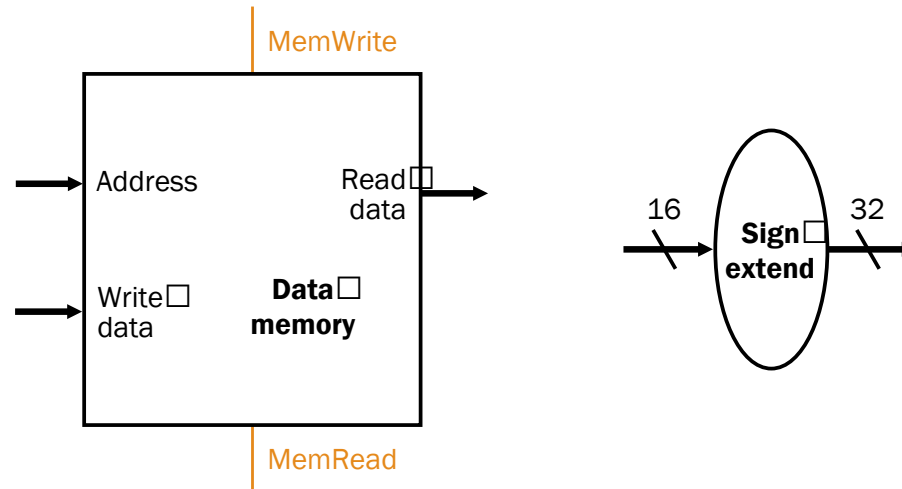 MemWrite
Address
Read
data
Write
data
Data
memory
MemRead
16
Sign
extend
32